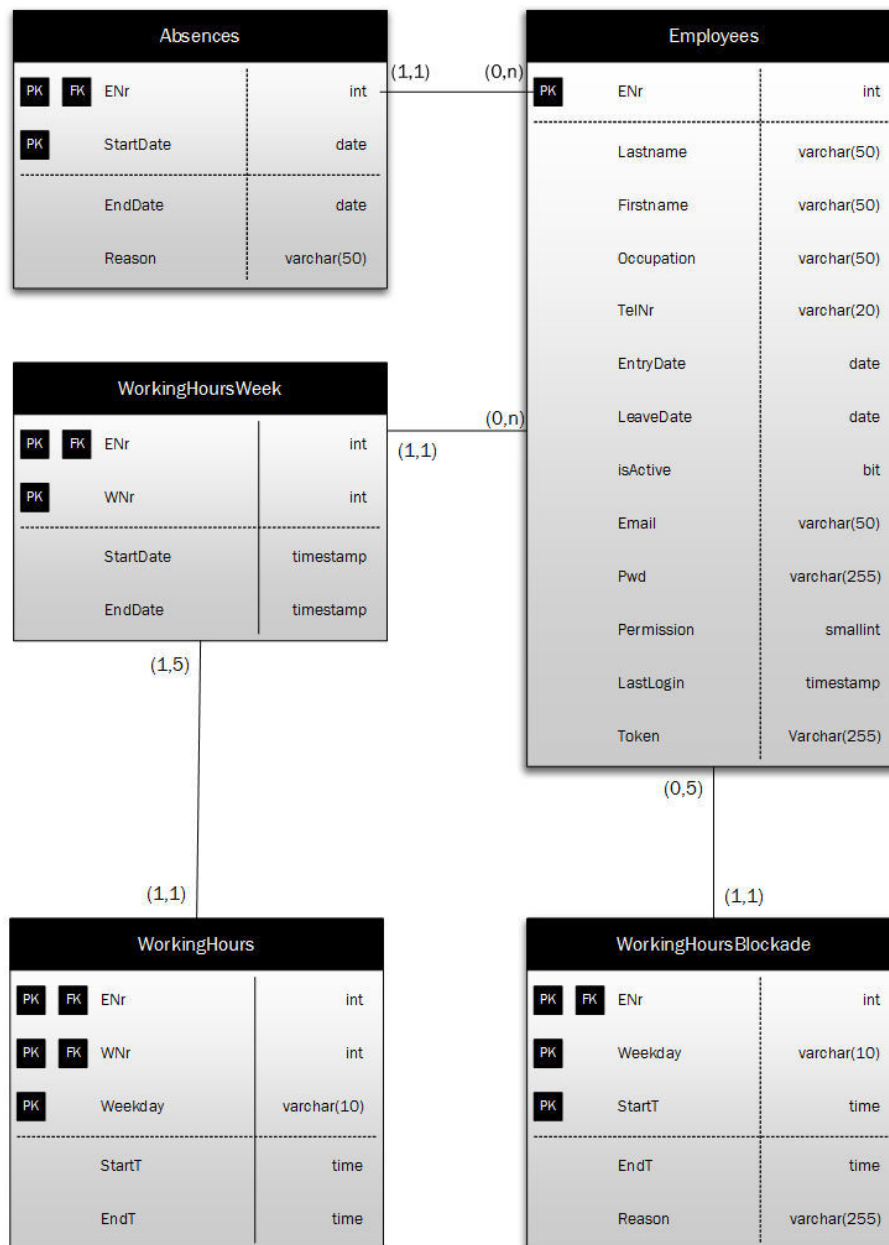 Absences
PK FK ENr int
PK StartDate date
EndDate date
Reason varchar(50)
(1,1) (0,n)
Employees
PK ENr int
Lastname varchar(50)
Firstname varchar(50)
Occupation varchar(50)
TelNr varchar(20)
EntryDate date
LeaveDate date
isActive bit
Email varchar(50)
Pwd varchar(255)
Permission smallint
LastLogin timestamp
Token Varchar(255)
WorkingHoursWeek
PK FK ENr int
PK WNr int
StartDate timestamp
EndDate timestamp
(1,1) (0,n)
(1,5)
(1,1)
(0,5)
(1,1)
WorkingHours
PK FK ENr int
PK FK WNr int
PK Weekday varchar(10)
StartT time
EndT time
WorkingHoursBlockade
PK FK ENr int
PK Weekday varchar(10)
PK StartT time
EndT time
Reason varchar(255)